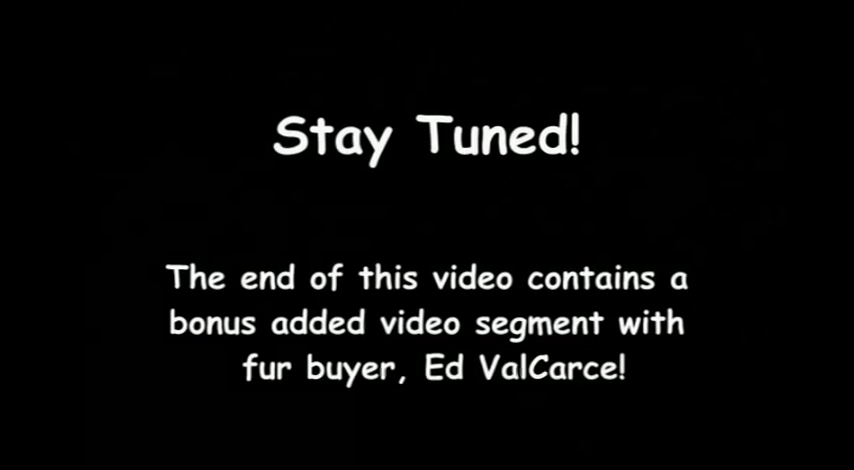 Stay Tuned!
The end of this video contains a
bonus added video segment with
fur buyer, Ed ValCarce!